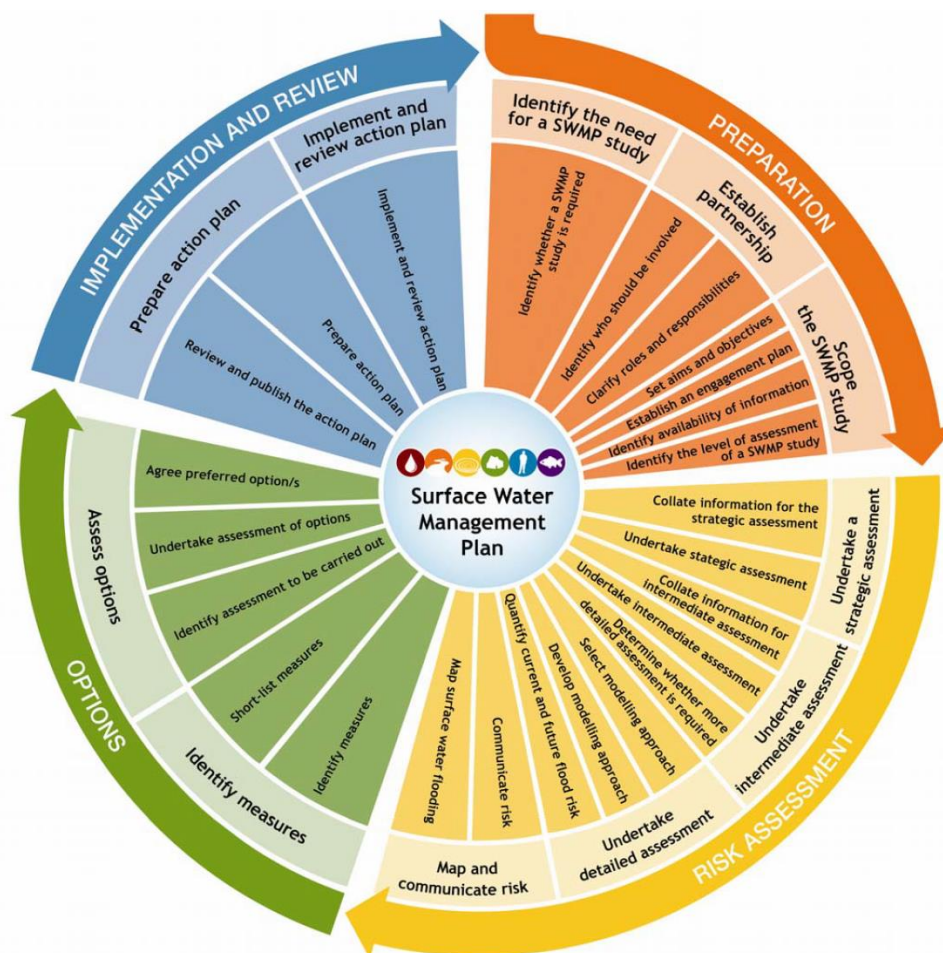 IMPLEMENTATION AND REVIEW
PREPARATION
RISK ASSESSMENT
OPTIONS
Surface Water
Management
Plan
Identify the need
for a SWMP study
Identify whether a SWMP
study is required
Establish
partnership
Identify who should be involved
Clarify roles and responsibilities
Scope
the SWMP study
Set aims and objectives
Establish an engagement plan
Identify availability of information
Identify the level of assessment
of a SWMP study
Undertake a
strategic assessment
Collate information for the
strategic assessment
Undertake stategic assessment
Undertake
intermediate assessment
Collate information for
intermediate assessment
Undertake intermediate assessment
Determine whether more
detailed assessment is required
Undertake
detailed assessment
Select modelling approach
Develop modelling approach
Quantify current and future flood risk
Map and
communicate risk
Communicate risk
Map surface water flooding
Identify measures
Identify measures
Short-list measures
Assess options
Identify assessment to be carried out
Undertake assessment of options
Agree preferred option/s
Prepare action plan
Review and publish the action plan
Prepare action plan
Implement and
review action plan
Implement and review action plan